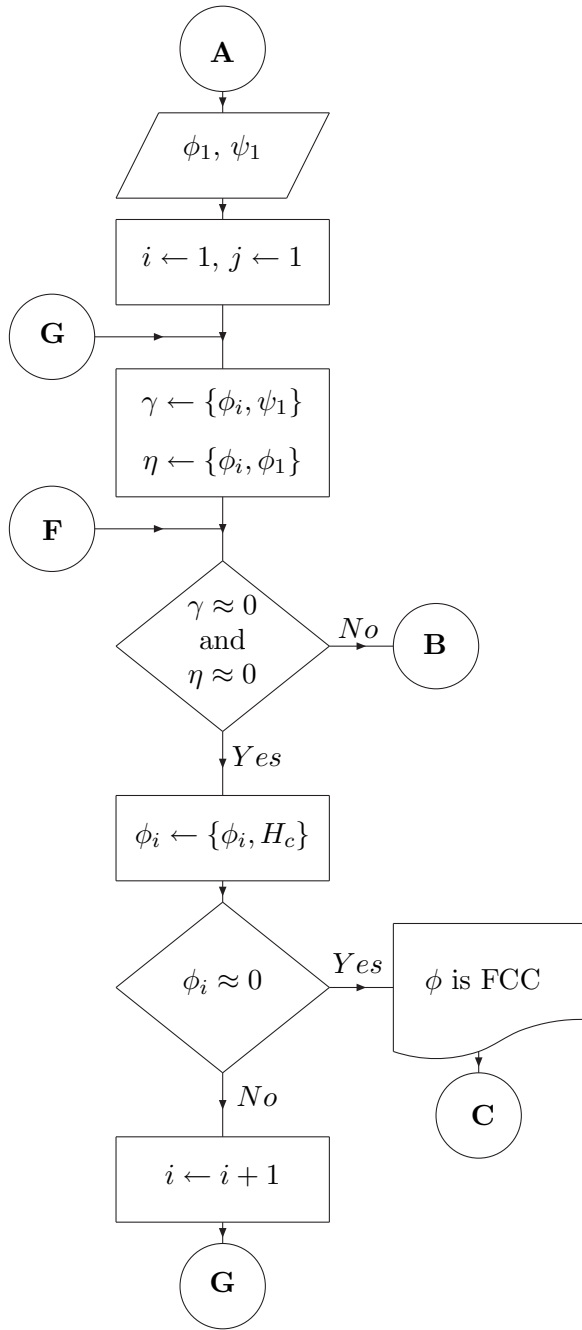 A
ϕ₁, ψ₁
i ← 1, j ← 1
G
γ ← {ϕᵢ, ψ₁}
η ← {ϕᵢ, ϕ₁}
F
γ ≈ 0
and
η ≈ 0
No
B
Yes
ϕᵢ ← {ϕᵢ, H_c}
ϕᵢ ≈ 0
Yes
ϕ is FCC
C
No
i ← i + 1
G